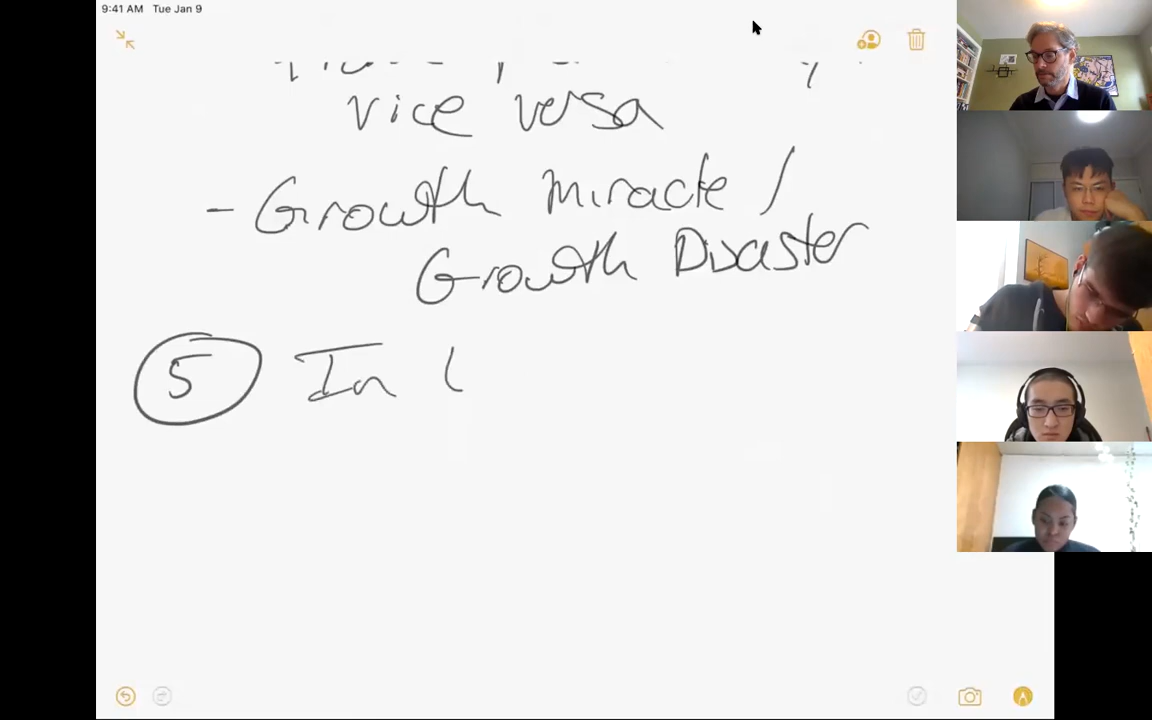 9:41 AM Tue Jan 9
vice versa
- Growth Miracle /
Growth Disaster
5 In